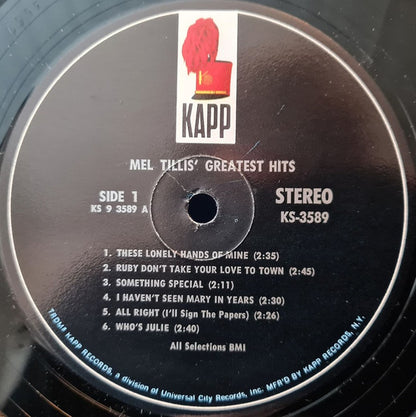 KAPP
MEL TILLIS' GREATEST HITS
SIDE 1
KS 9 3589 A
STEREO
KS-3589
1. THESE LONELY HANDS OF MINE (2:35)
2. RUBY DON'T TAKE YOUR LOVE TO TOWN (2:45)
3. SOMETHING SPECIAL (2:11)
4. I HAVEN'T SEEN MARY IN YEARS (2:30)
5. ALL RIGHT (I'll Sign The Papers) (2:26)
6. WHO'S JULIE (2:40)
All Selections BMI
TRDMK KAPP RECORDS, a division of Universal City Records, Inc. MFR'D BY KAPP RECORDS, N.Y.